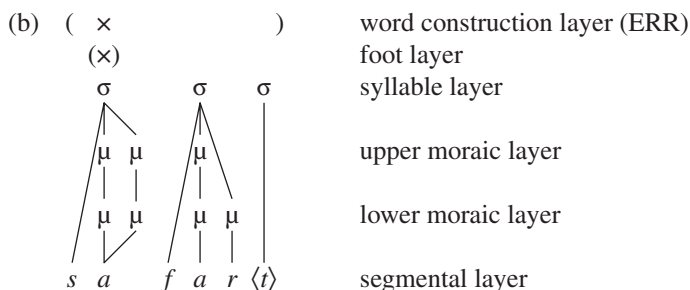 (b) ( × ) word construction layer (ERR)
(×) foot layer
σ σ σ syllable layer
μ μ μ upper moraic layer
μ μ μ μ lower moraic layer
s a f a r ⟨t⟩ segmental layer